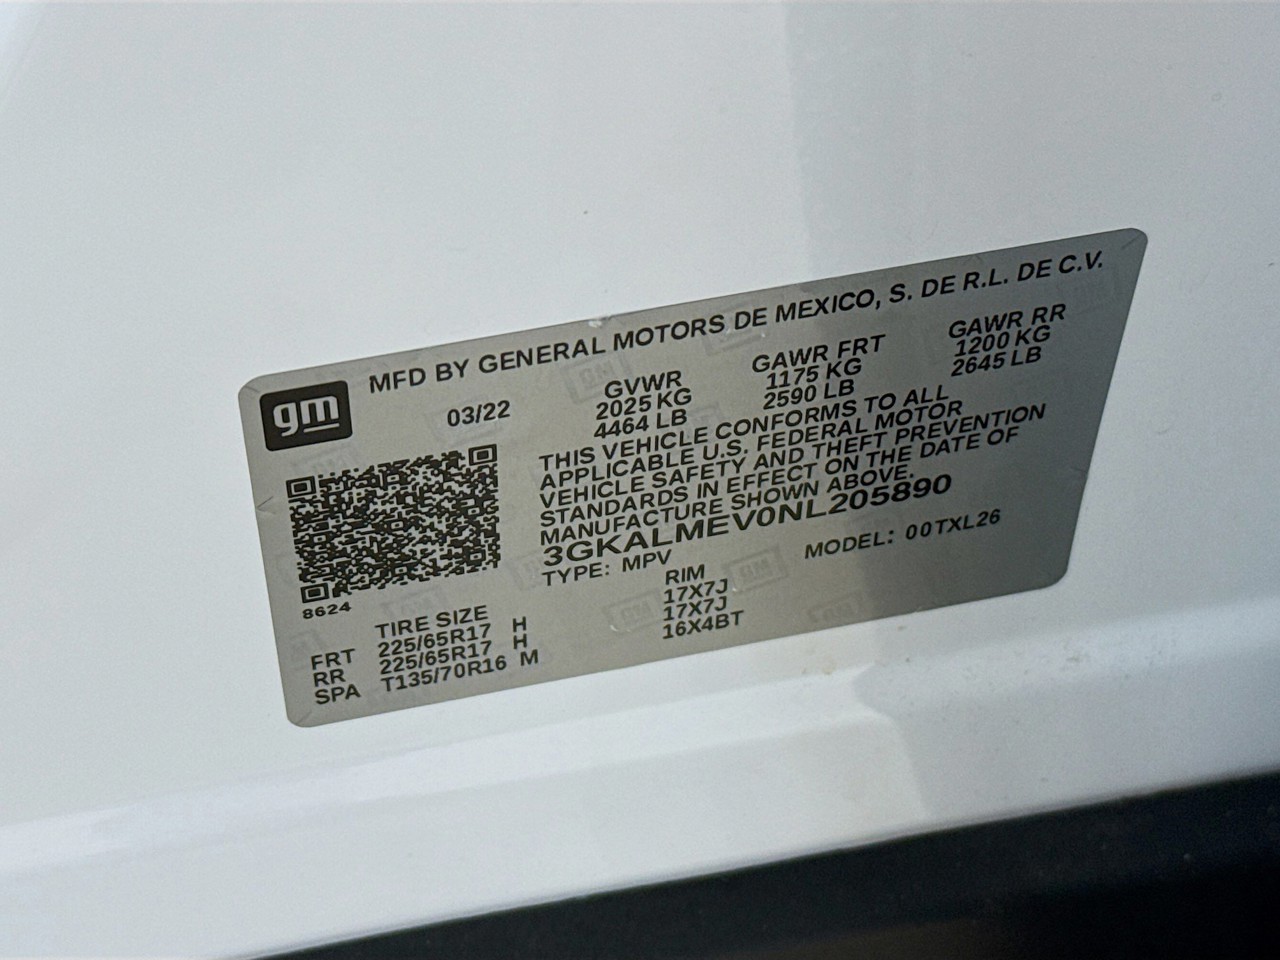 MFD BY GENERAL MOTORS DE MEXICO, S. DE R.L. DE C.V.
gm
03/22 GVWR GAWR FRT GAWR RR
2025 KG 1175 KG 1200 KG
4464 LB 2590 LB 2645 LB
THIS VEHICLE CONFORMS TO ALL
APPLICABLE U.S. FEDERAL MOTOR
VEHICLE SAFETY AND THEFT PREVENTION
STANDARDS IN EFFECT ON THE DATE OF
MANUFACTURE SHOWN ABOVE.
3GKALMEV0NL205890
TYPE: MPV MODEL: 00TXL26
8624
TIRE SIZE RIM
FRT 225/65R17 H 17X7J
RR 225/65R17 H 17X7J
SPA T135/70R16 M 16X4BT